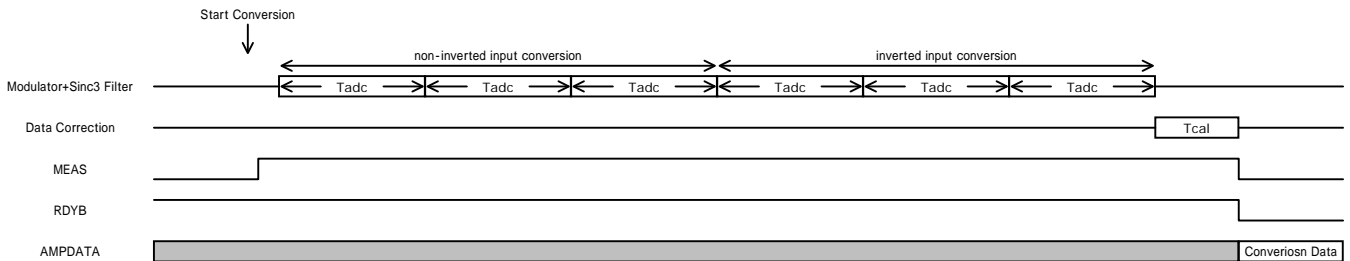 Start Conversion
non-inverted input conversion
inverted input conversion
Modulator+Sinc3 Filter
Tadc
Tadc
Tadc
Tadc
Tadc
Tadc
Data Correction
Tcal
MEAS
RDYB
AMPDATA
Converiosn Data